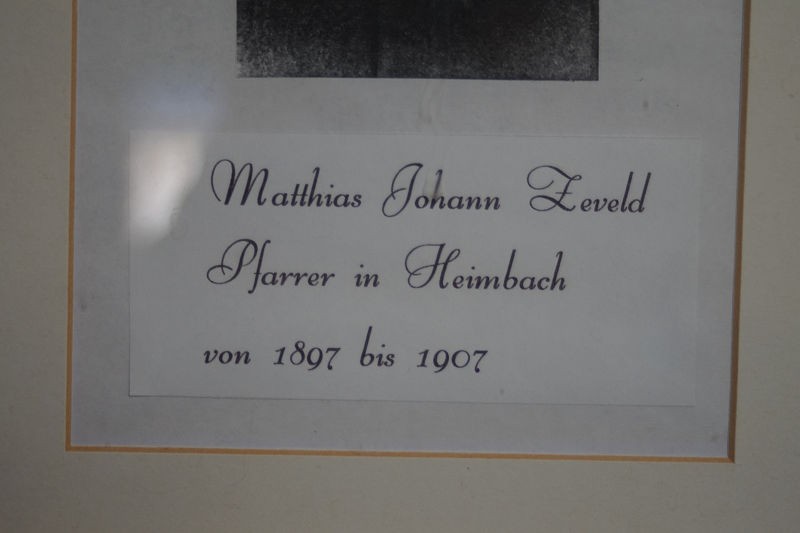 Matthias Johann Zeveld
Pfarrer in Heimbach
von 1897 bis 1907